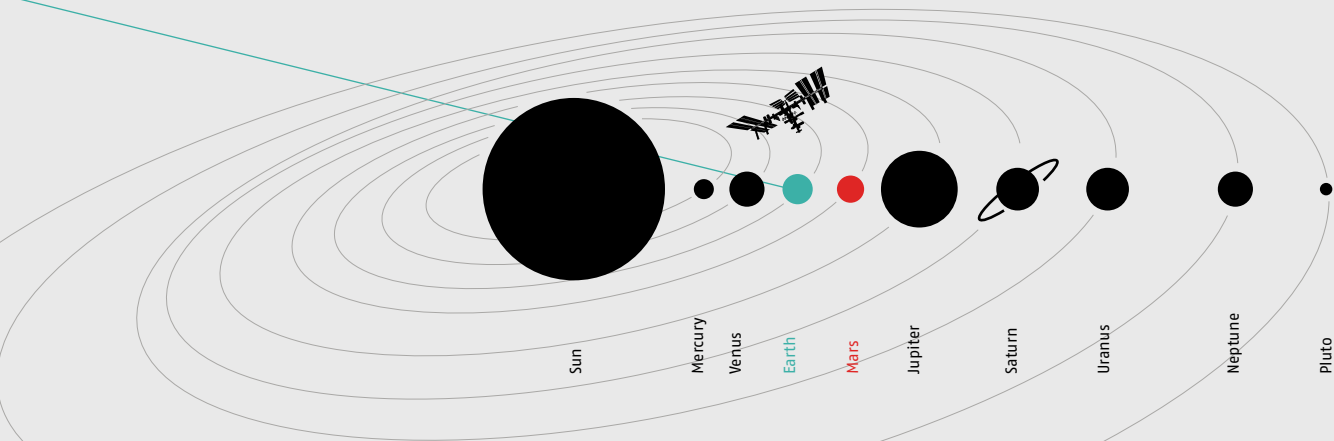 Sun
Mercury
Venus
Earth
Mars
Jupiter
Saturn
Uranus
Neptune
Pluto